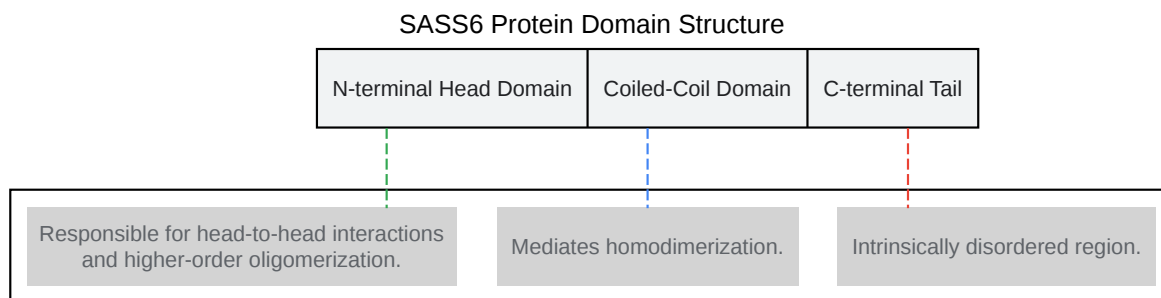 SASS6 Protein Domain Structure
N-terminal Head Domain
Coiled-Coil Domain
C-terminal Tail
Responsible for head-to-head interactions
and higher-order oligomerization.
Mediates homodimerization.
Intrinsically disordered region.